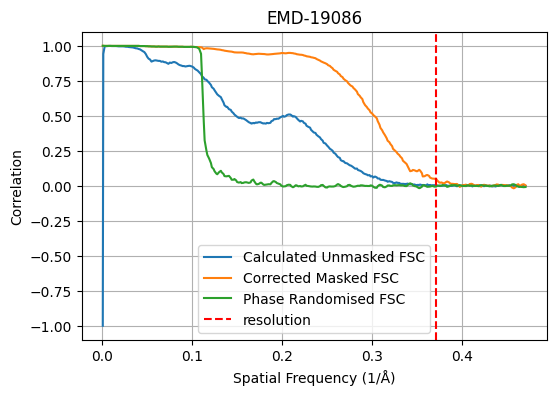 EMD-19086
1.00
0.75
0.50
0.25
0.00
−0.25
−0.50
−0.75
−1.00
Correlation
Calculated Unmasked FSC
Corrected Masked FSC
Phase Randomised FSC
resolution
0.0 0.1 0.2 0.3 0.4
Spatial Frequency (1/Å)